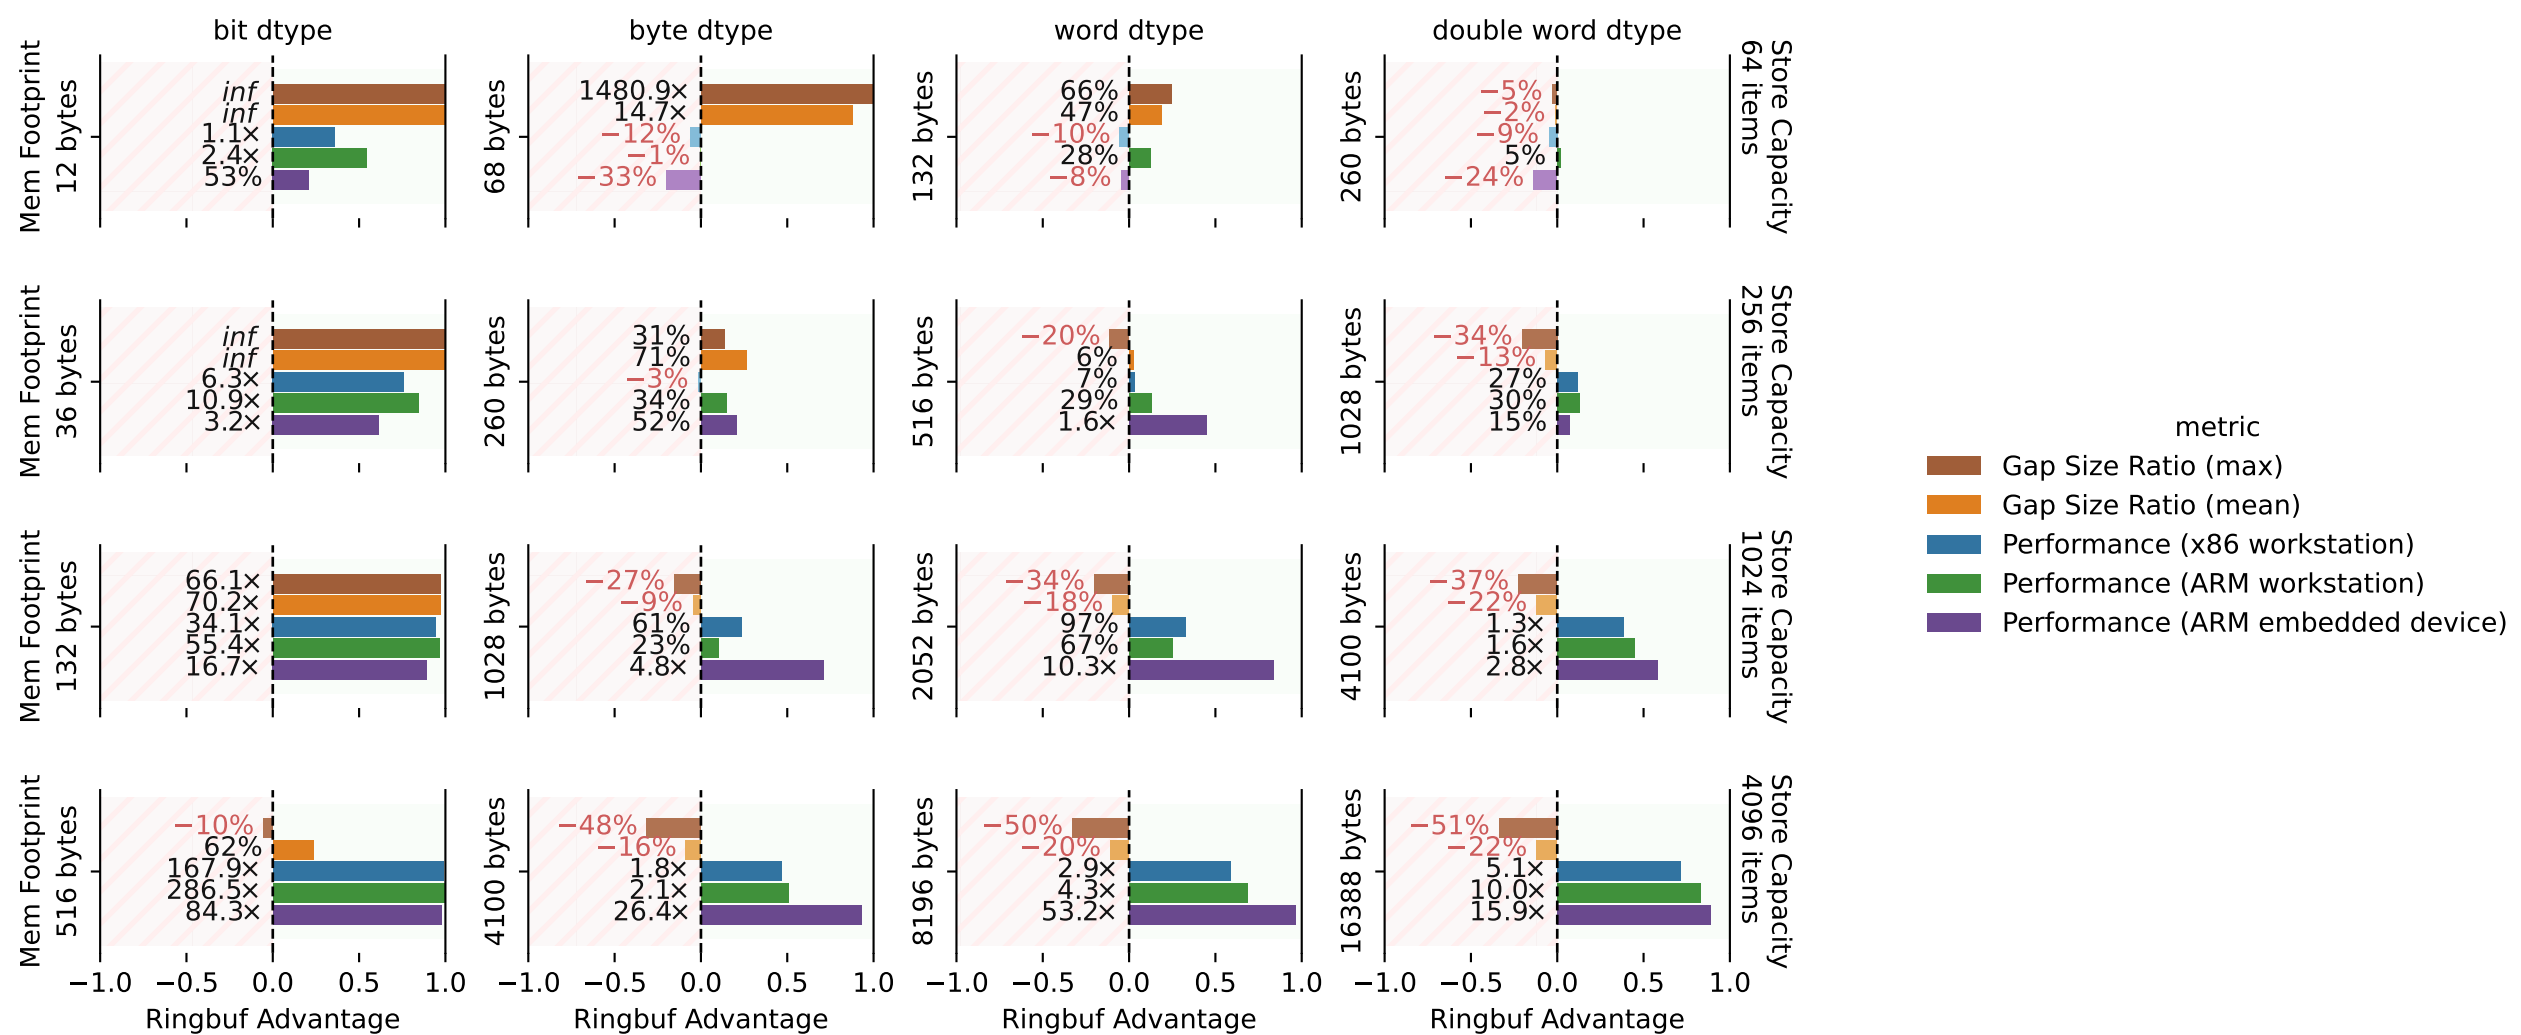 bit dtype
byte dtype
word dtype
double word dtype
Mem Footprint
12 bytes
inf
inf
1.1×
2.4×
53%
68 bytes
1480.9×
14.7×
−12%
−1%
−33%
132 bytes
66%
47%
−10%
28%
−8%
260 bytes
−5%
−2%
−9%
5%
−24%
Store Capacity
64 items
Mem Footprint
36 bytes
inf
inf
6.3×
10.9×
3.2×
260 bytes
31%
71%
−3%
34%
52%
516 bytes
−20%
6%
7%
29%
1.6×
1028 bytes
−34%
−13%
27%
30%
15%
Store Capacity
256 items
Mem Footprint
132 bytes
66.1×
70.2×
34.1×
55.4×
16.7×
1028 bytes
−27%
−9%
61%
23%
4.8×
2052 bytes
−34%
−18%
97%
67%
10.3×
4100 bytes
−37%
−22%
1.3×
1.6×
2.8×
Store Capacity
1024 items
Mem Footprint
516 bytes
−10%
62%
167.9×
286.5×
84.3×
4100 bytes
−48%
−16%
1.8×
2.1×
26.4×
8196 bytes
−50%
−20%
2.9×
4.3×
53.2×
16388 bytes
−51%
−22%
5.1×
10.0×
15.9×
Store Capacity
4096 items
−1.0 −0.5 0.0 0.5 1.0
−1.0 −0.5 0.0 0.5 1.0
−1.0 −0.5 0.0 0.5 1.0
−1.0 −0.5 0.0 0.5 1.0
Ringbuf Advantage
Ringbuf Advantage
Ringbuf Advantage
Ringbuf Advantage
metric
Gap Size Ratio (max)
Gap Size Ratio (mean)
Performance (x86 workstation)
Performance (ARM workstation)
Performance (ARM embedded device)